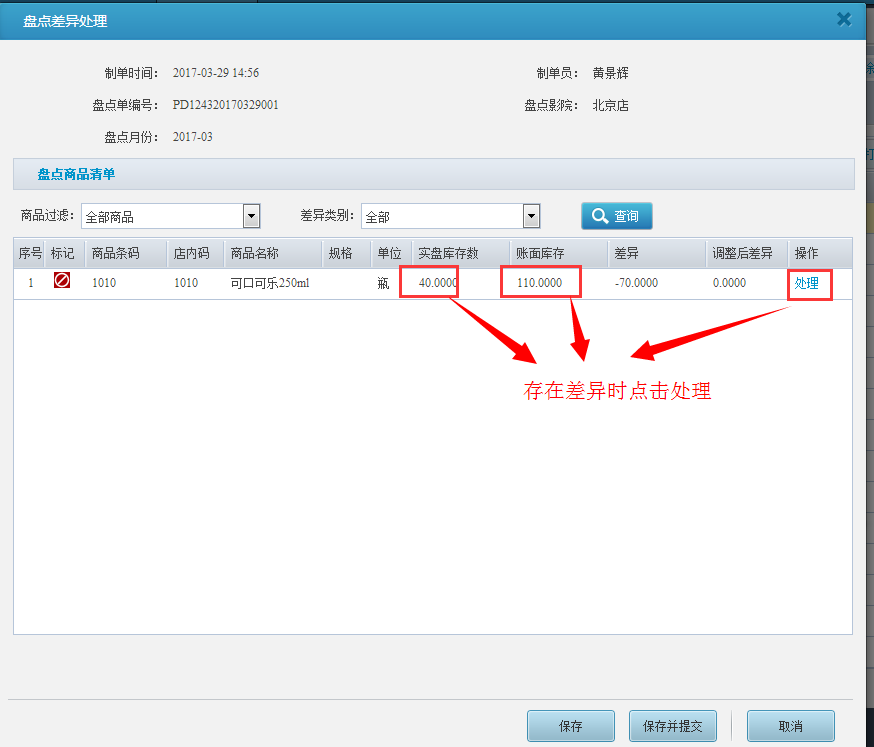 盘点差异处理
制单时间： 2017-03-29 14:56 制单员： 黄景辉
盘点单编号： PD124320170329001 盘点影院： 北京店
盘点月份： 2017-03
盘点商品清单
商品过滤： 全部商品 差异类别： 全部 查询
序号 标记 商品条码 店内码 商品名称 规格 单位 实盘库存数 账面库存 差异 调整后差异 操作
1 1010 1010 可口可乐250ml 瓶 40.0000 110.0000 -70.0000 0.0000 处理
存在差异时点击处理
保存 保存并提交 取消